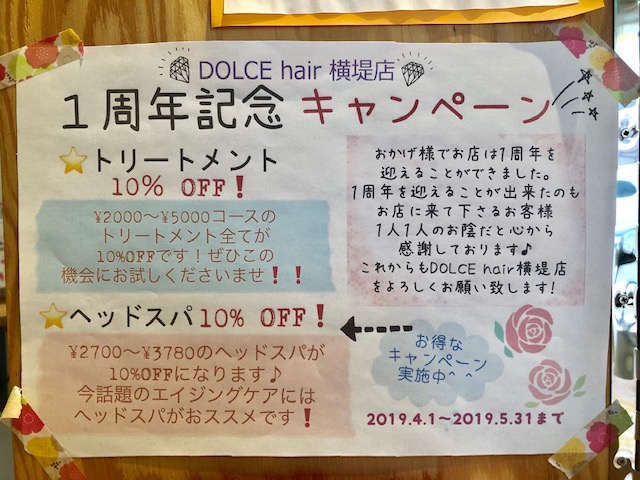 DOLCE hair 横堤店
1周年記念 キャンペーン
トリートメント
10% OFF！
¥2000〜¥5000コースの
トリートメント全てが
10%OFFです！ぜひこの
機会にお試しくださいませ！！
おかげ様でお店は1周年を
迎えることができました。
1周年を迎えることが出来たのも
お店に来て下さるお客様
1人1人のお陰だと心から
感謝しております♪
これからもDOLCE hair横堤店
をよろしくお願い致します!
ヘッドスパ 10% OFF！
¥2700〜¥3780のヘッドスパが
10%OFFになります♪
今話題のエイジングケアには
ヘッドスパがおススメです！
お得な
キャンペーン
実施中^ ^
2019.4.1〜2019.5.31まで